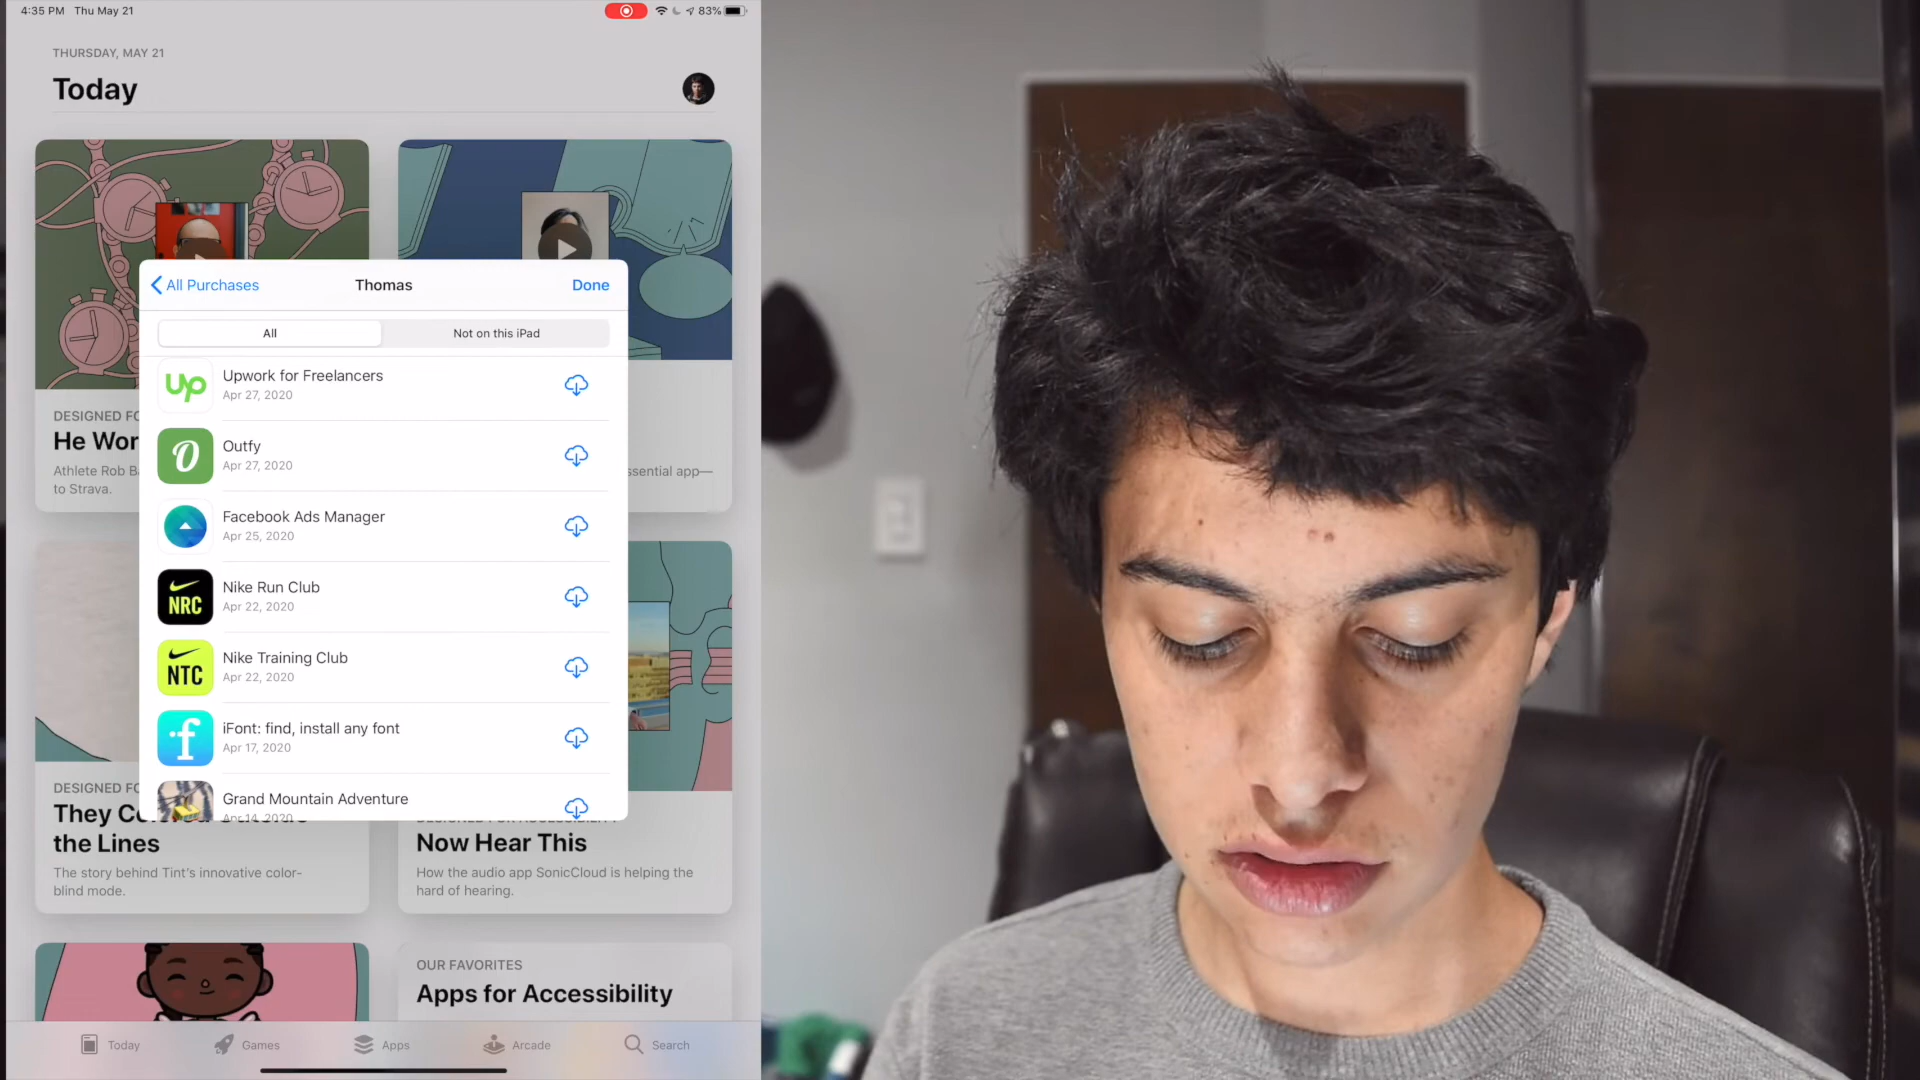 4:35 PM Thu May 21
83%
THURSDAY, MAY 21
Today
All Purchases
Thomas
Done
All
Not on this iPad
Up
Upwork for Freelancers
Apr 27, 2020
O
Outfy
Apr 27, 2020
Facebook Ads Manager
Apr 25, 2020
NRC
Nike Run Club
Apr 22, 2020
NTC
Nike Training Club
Apr 22, 2020
f
iFont: find, install any font
Apr 17, 2020
Grand Mountain Adventure
Apr 14, 2020
DESIGNED FO
He Wor
Athlete Rob B
to Strava.
ssential app—
DESIGNED FO
the Lines
The story behind Tint's innovative color-
blind mode.
Now Hear This
How the audio app SonicCloud is helping the
hard of hearing.
OUR FAVORITES
Apps for Accessibility
Today
Games
Apps
Arcade
Search